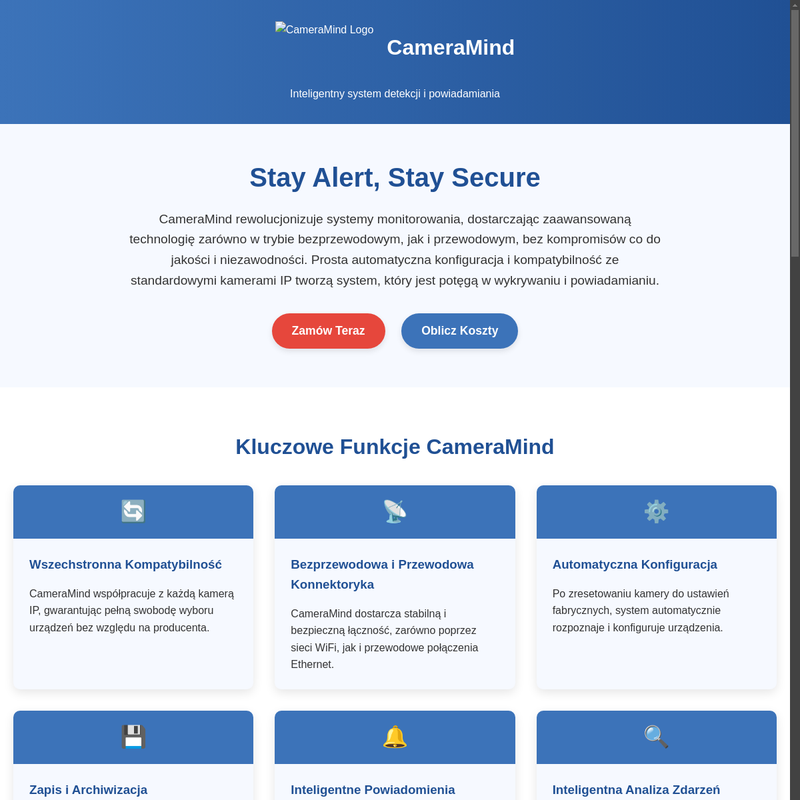 CameraMind Logo
CameraMind
Inteligentny system detekcji i powiadamiania
Stay Alert, Stay Secure
CameraMind rewolucjonizuje systemy monitorowania, dostarczając zaawansowaną
technologię zarówno w trybie bezprzewodowym, jak i przewodowym, bez kompromisów co do
jakości i niezawodności. Prosta automatyczna konfiguracja i kompatybilność ze
standardowymi kamerami IP tworzą system, który jest potęgą w wykrywaniu i powiadamianiu.
Zamów Teraz
Oblicz Koszty
Kluczowe Funkcje CameraMind
Wszechstronna Kompatybilność
CameraMind współpracuje z każdą kamerą
IP, gwarantując pełną swobodę wyboru
urządzeń bez względu na producenta.
Bezprzewodowa i Przewodowa
Konnektoryka
CameraMind dostarcza stabilną i
bezpieczną łączność, zarówno poprzez
sieci WiFi, jak i przewodowe połączenia
Ethernet.
Automatyczna Konfiguracja
Po zresetowaniu kamery do ustawień
fabrycznych, system automatycznie
rozpoznaje i konfiguruje urządzenia.
Zapis i Archiwizacja
Inteligentne Powiadomienia
Inteligentna Analiza Zdarzeń